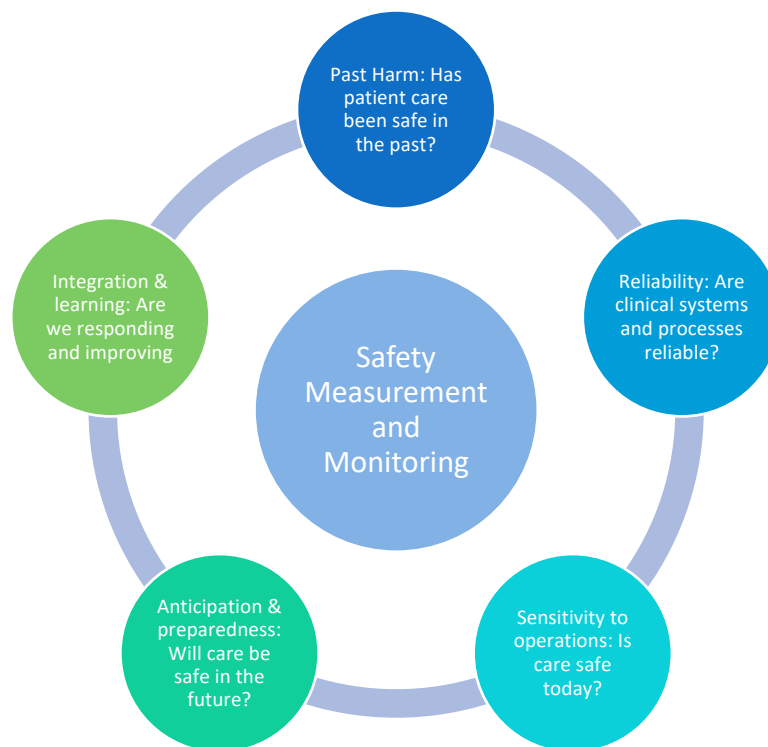 Past Harm: Has
patient care
been safe in
the past?
Reliability: Are
clinical systems
and processes
reliable?
Sensitivity to
operations: Is
care safe
today?
Anticipation &
preparedness:
Will care be
safe in the
future?
Integration &
learning: Are
we responding
and improving
Safety
Measurement
and
Monitoring